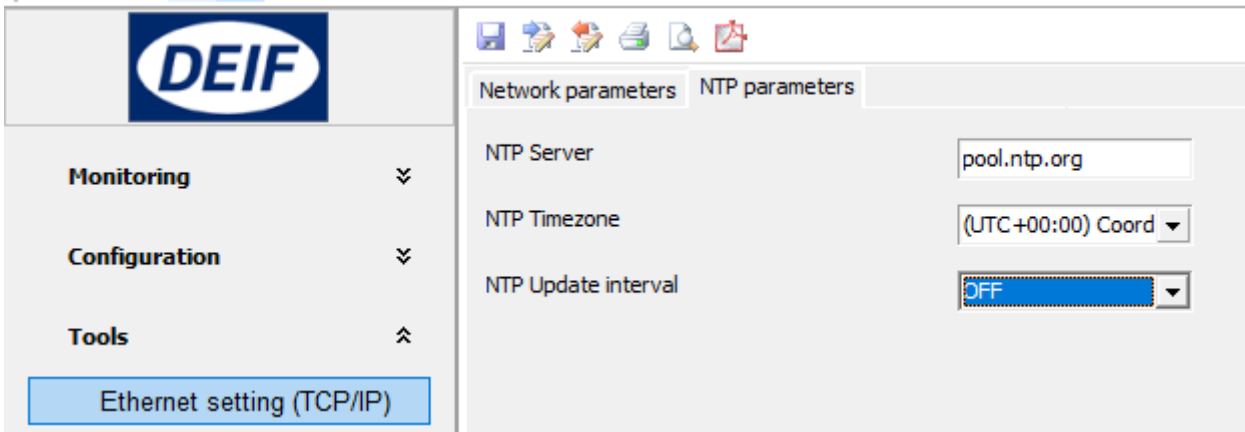 DEIF
Monitoring
Configuration
Tools
Ethernet setting (TCP/IP)
Network parameters NTP parameters
NTP Server pool.ntp.org
NTP Timezone (UTC+00:00) Coord
NTP Update interval OFF